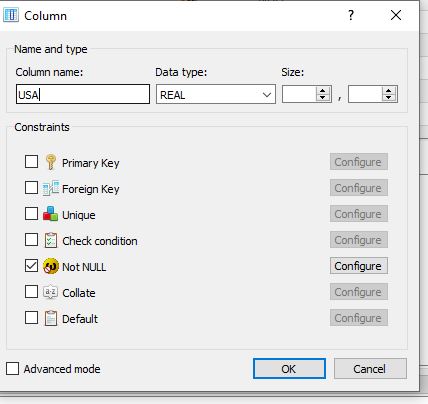 Column
?
Name and type
Column name: Data type: Size:
USA REAL ,
Constraints
Primary Key Configure
Foreign Key Configure
Unique Configure
Check condition Configure
Not NULL Configure
a-z Collate Configure
Default Configure
Advanced mode OK Cancel